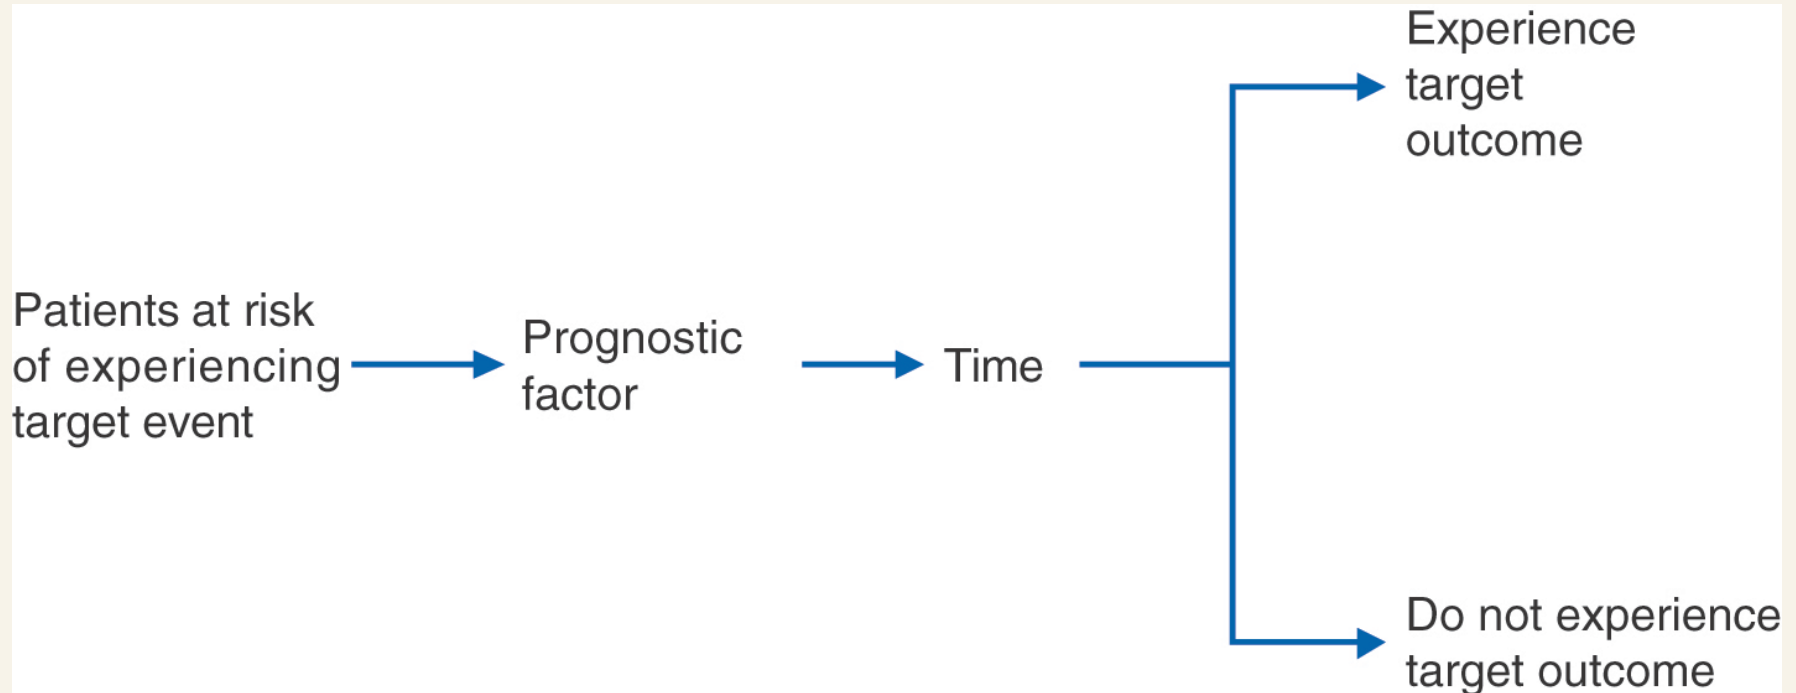 Patients at risk
of experiencing
target event
Prognostic
factor
Time
Experience
target
outcome
Do not experience
target outcome